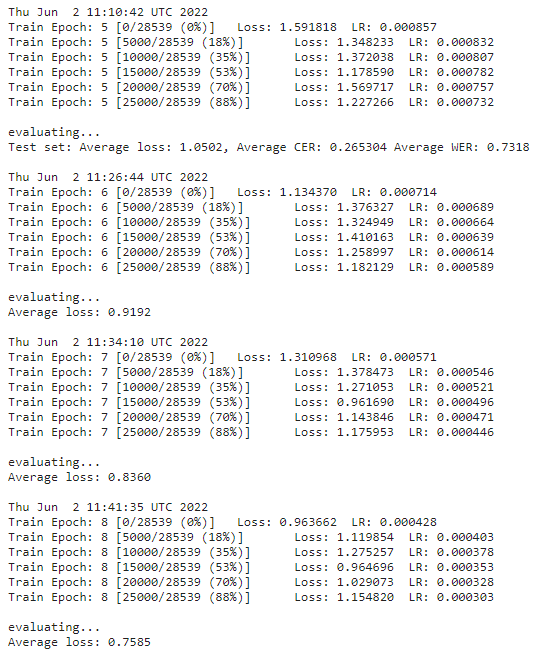 Thu Jun  2 11:10:42 UTC 2022
Train Epoch: 5 [0/28539 (0%)]   Loss: 1.591818  LR: 0.000857
Train Epoch: 5 [5000/28539 (18%)]       Loss: 1.348233  LR: 0.000832
Train Epoch: 5 [10000/28539 (35%)]      Loss: 1.372038  LR: 0.000807
Train Epoch: 5 [15000/28539 (53%)]      Loss: 1.178590  LR: 0.000782
Train Epoch: 5 [20000/28539 (70%)]      Loss: 1.569717  LR: 0.000757
Train Epoch: 5 [25000/28539 (88%)]      Loss: 1.227266  LR: 0.000732

evaluating...
Test set: Average loss: 1.0502, Average CER: 0.265304 Average WER: 0.7318

Thu Jun  2 11:26:44 UTC 2022
Train Epoch: 6 [0/28539 (0%)]   Loss: 1.134370  LR: 0.000714
Train Epoch: 6 [5000/28539 (18%)]       Loss: 1.376327  LR: 0.000689
Train Epoch: 6 [10000/28539 (35%)]      Loss: 1.324949  LR: 0.000664
Train Epoch: 6 [15000/28539 (53%)]      Loss: 1.410163  LR: 0.000639
Train Epoch: 6 [20000/28539 (70%)]      Loss: 1.258997  LR: 0.000614
Train Epoch: 6 [25000/28539 (88%)]      Loss: 1.182129  LR: 0.000589

evaluating...
Average loss: 0.9192

Thu Jun  2 11:34:10 UTC 2022
Train Epoch: 7 [0/28539 (0%)]   Loss: 1.310968  LR: 0.000571
Train Epoch: 7 [5000/28539 (18%)]       Loss: 1.378473  LR: 0.000546
Train Epoch: 7 [10000/28539 (35%)]      Loss: 1.271053  LR: 0.000521
Train Epoch: 7 [15000/28539 (53%)]      Loss: 0.961690  LR: 0.000496
Train Epoch: 7 [20000/28539 (70%)]      Loss: 1.143846  LR: 0.000471
Train Epoch: 7 [25000/28539 (88%)]      Loss: 1.175953  LR: 0.000446

evaluating...
Average loss: 0.8360

Thu Jun  2 11:41:35 UTC 2022
Train Epoch: 8 [0/28539 (0%)]   Loss: 0.963662  LR: 0.000428
Train Epoch: 8 [5000/28539 (18%)]       Loss: 1.119854  LR: 0.000403
Train Epoch: 8 [10000/28539 (35%)]      Loss: 1.275257  LR: 0.000378
Train Epoch: 8 [15000/28539 (53%)]      Loss: 0.964696  LR: 0.000353
Train Epoch: 8 [20000/28539 (70%)]      Loss: 1.029073  LR: 0.000328
Train Epoch: 8 [25000/28539 (88%)]      Loss: 1.154820  LR: 0.000303

evaluating...
Average loss: 0.7585